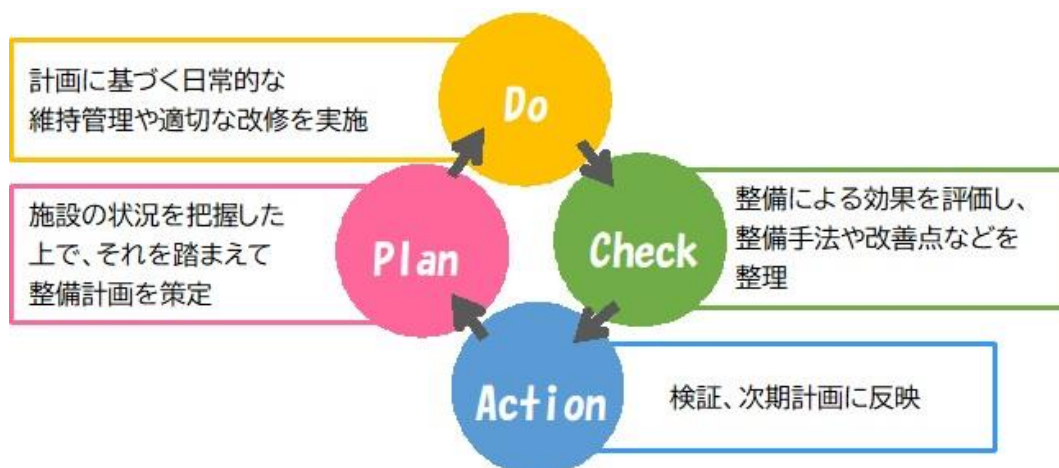 計画に基づく日常的な
維持管理や適切な改修を実施
Do
施設の状況を把握した
上で、それを踏まえて
整備計画を策定
Plan
Check
整備による効果を評価し、
整備手法や改善点などを
整理
Action
検証、次期計画に反映